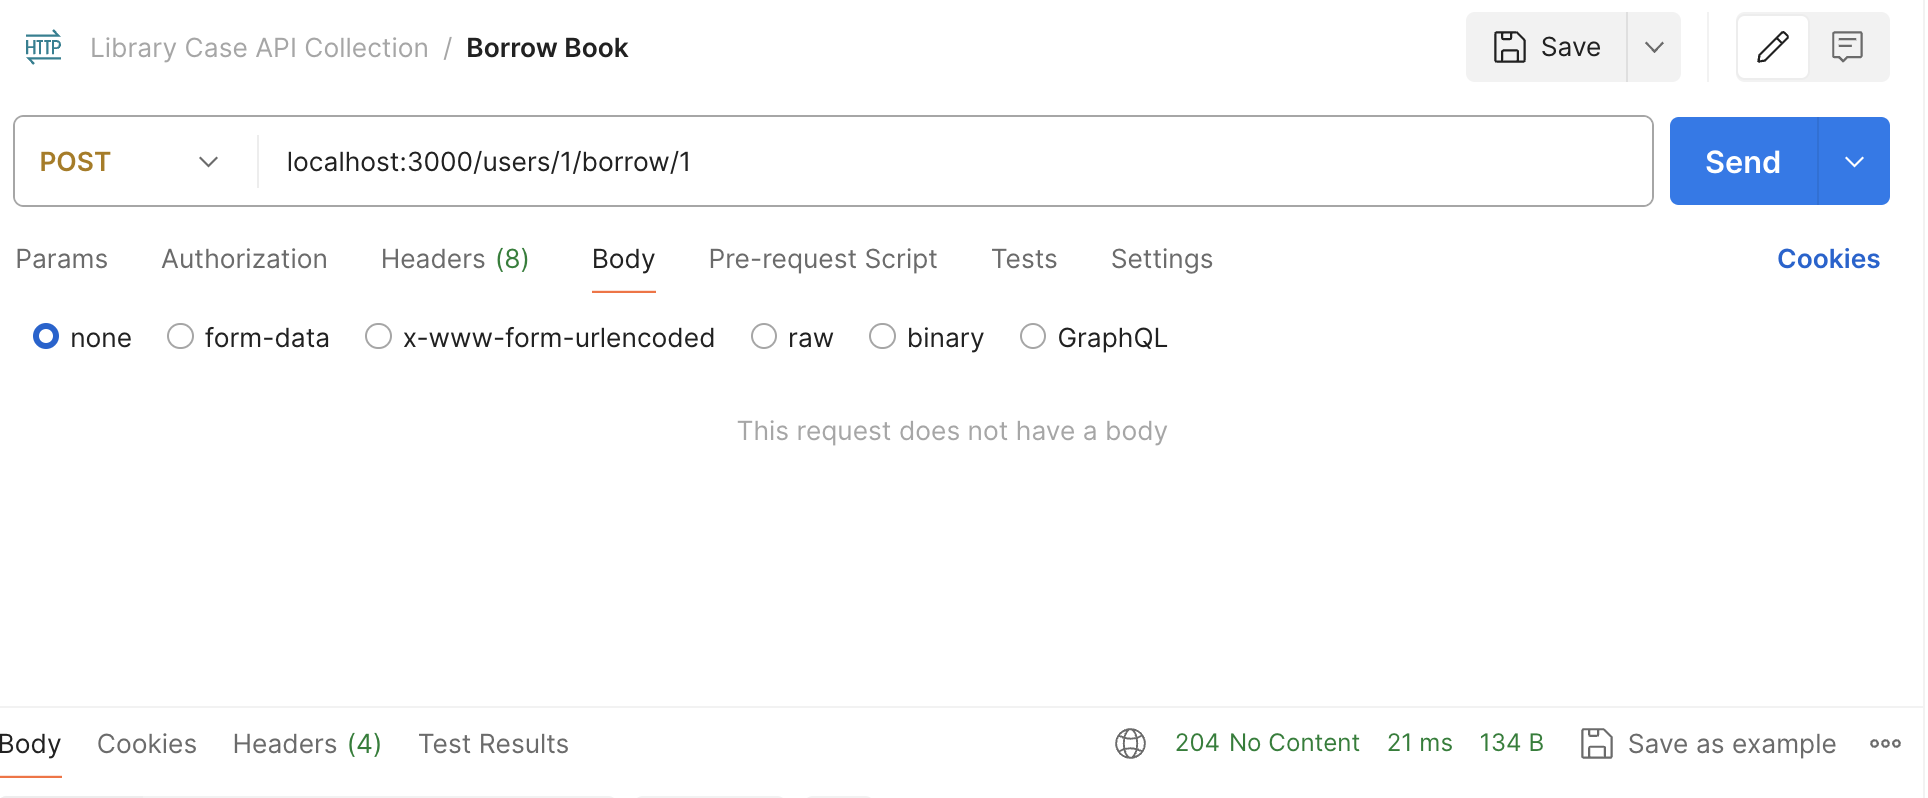 HTTP Library Case API Collection / Borrow Book Save
POST localhost:3000/users/1/borrow/1 Send
Params Authorization Headers (8) Body Pre-request Script Tests Settings Cookies
none form-data x-www-form-urlencoded raw binary GraphQL
This request does not have a body
Body Cookies Headers (4) Test Results 204 No Content 21 ms 134 B Save as example